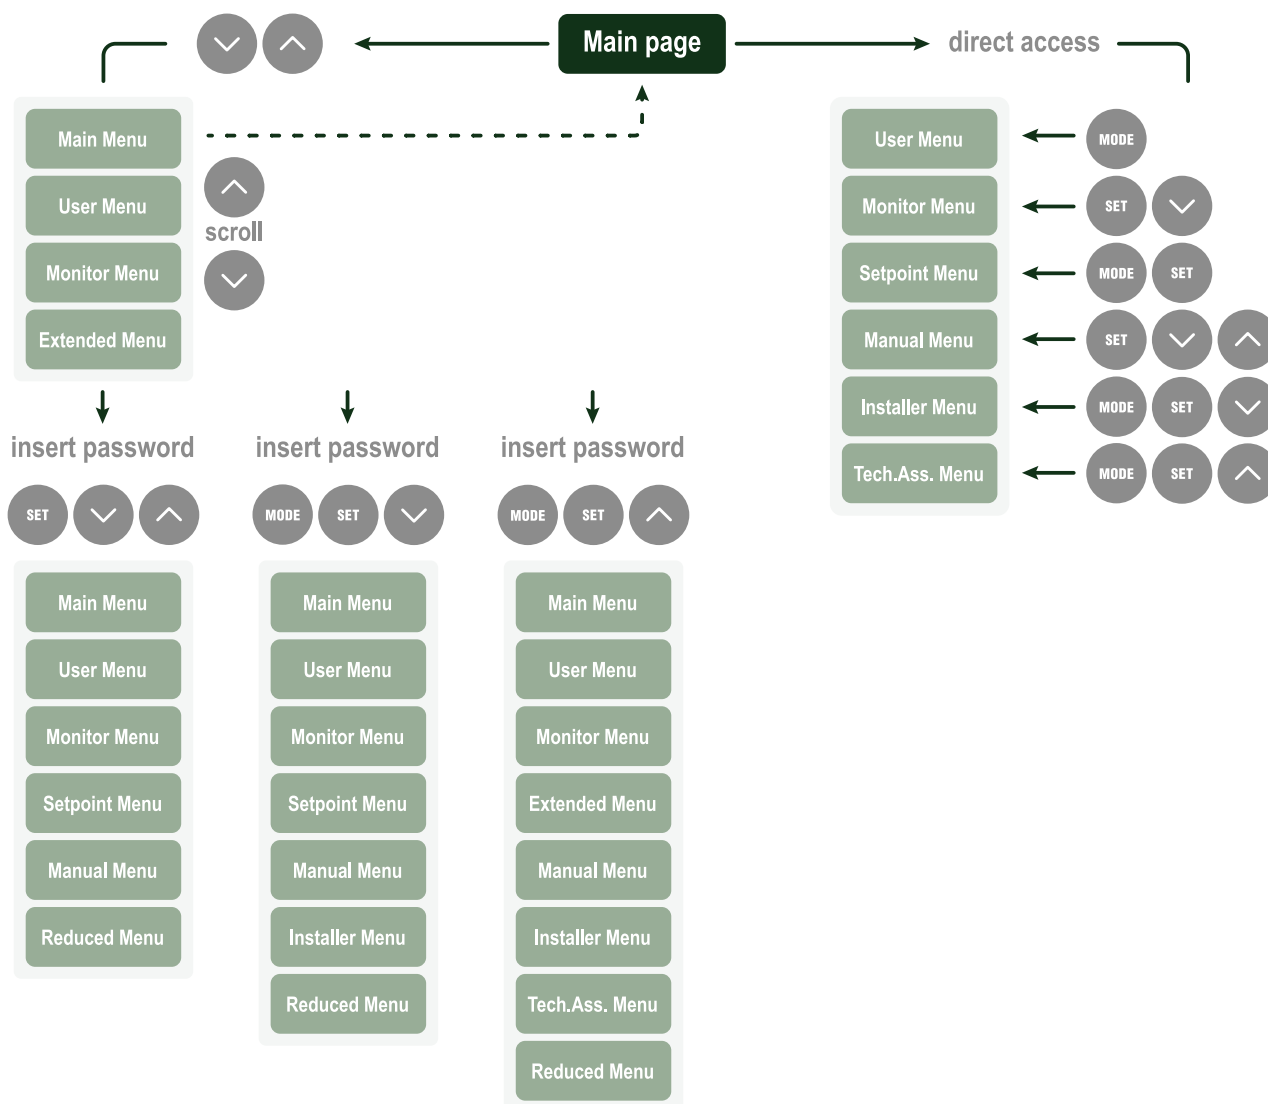 Main page
direct access
Main Menu
User Menu
Monitor Menu
Extended Menu
scroll
User Menu
MODE
Monitor Menu
SET
Setpoint Menu
MODE SET
Manual Menu
SET
Installer Menu
MODE SET
Tech.Ass. Menu
MODE SET
insert password
SET
Main Menu
User Menu
Monitor Menu
Setpoint Menu
Manual Menu
Reduced Menu
insert password
MODE SET
Main Menu
User Menu
Monitor Menu
Setpoint Menu
Manual Menu
Installer Menu
Reduced Menu
insert password
MODE SET
Main Menu
User Menu
Monitor Menu
Extended Menu
Manual Menu
Installer Menu
Tech.Ass. Menu
Reduced Menu